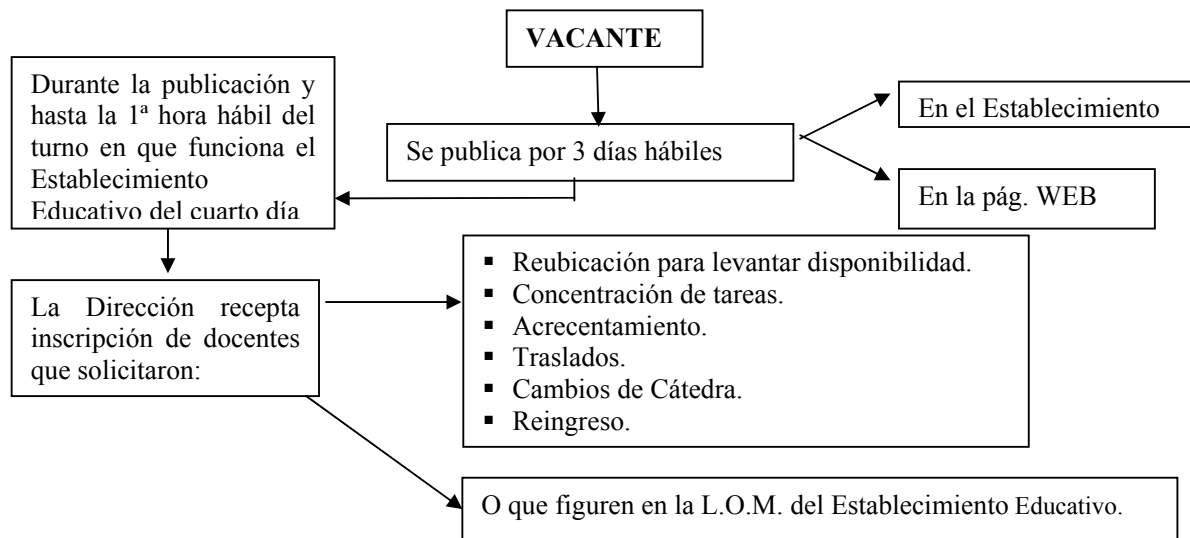 VACANTE
Se publica por 3 días hábiles
En el Establecimiento
En la pág. WEB
Durante la publicación y
hasta la 1ª hora hábil del
turno en que funciona el
Establecimiento
Educativo del cuarto día
La Dirección recepta
inscripción de docentes
que solicitaron:
▪ Reubicación para levantar disponibilidad.
▪ Concentración de tareas.
▪ Acrecentamiento.
▪ Traslados.
▪ Cambios de Cátedra.
▪ Reingreso.
O que figuren en la L.O.M. del Establecimiento Educativo.